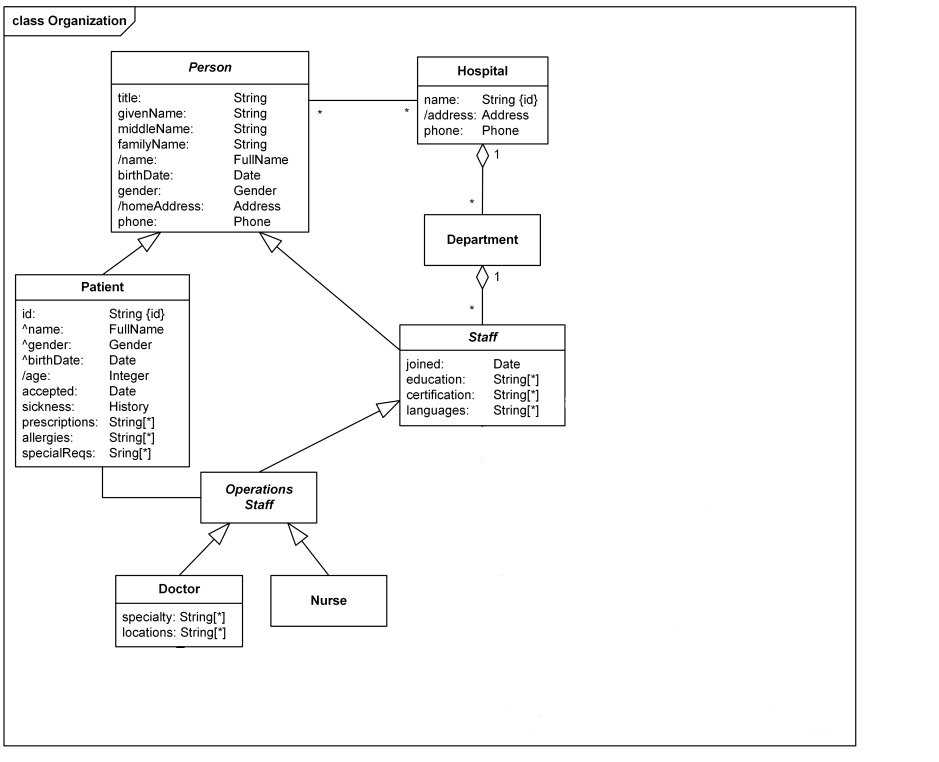 class Organization
Person
title: String
givenName: String
middleName: String
familyName: String
/name: FullName
birthDate: Date
gender: Gender
/homeAddress: Address
phone: Phone
Hospital
name: String {id}
/address: Address
phone: Phone
*
*
1
*
Department
1
*
Patient
id: String {id}
^name: FullName
^gender: Gender
^birthDate: Date
/age: Integer
accepted: Date
sickness: History
prescriptions: String[*]
allergies: String[*]
specialReqs: Sring[*]
Staff
joined: Date
education: String[*]
certification: String[*]
languages: String[*]
Operations
Staff
Doctor
specialty: String[*]
locations: String[*]
Nurse